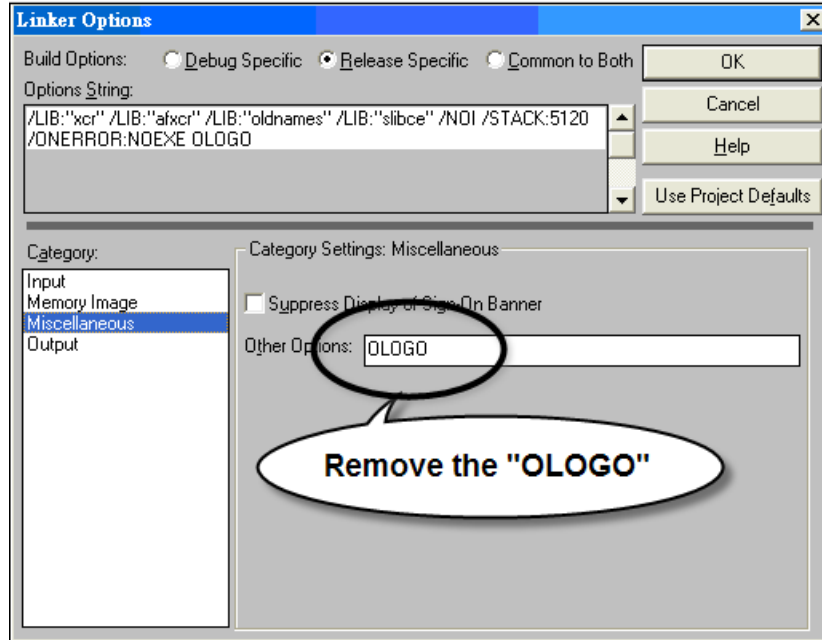 Linker Options
Build Options:
Debug Specific
Release Specific
Common to Both
OK
Options String:
/LIB:"xcr" /LIB:"afxcr" /LIB:"oldnames" /LIB:"slibce" /NOI /STACK:5120
/ONERROR:NOEXE OLOGO
Cancel
Help
Use Project Defaults
Category:
Input
Memory Image
Miscellaneous
Output
Category Settings: Miscellaneous
Suppress Display of Sign-On Banner
Other Options:
OLOGO
Remove the "OLOGO"